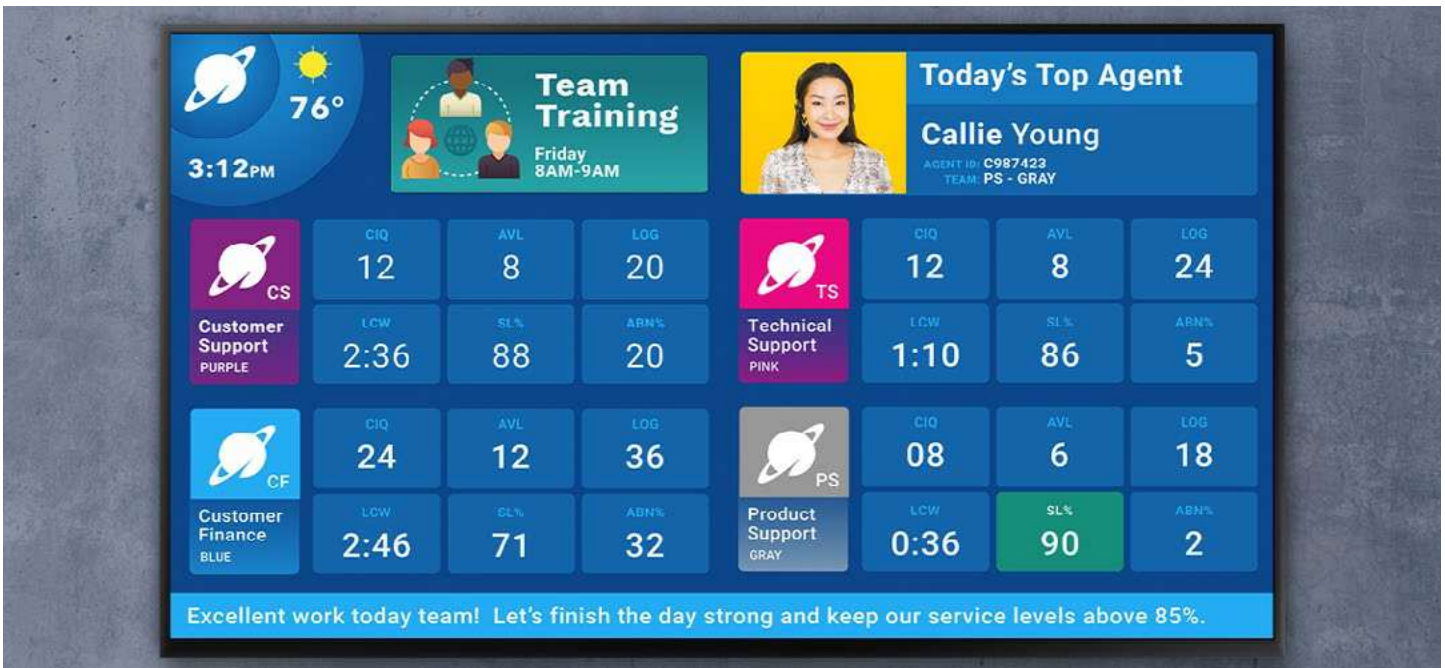 76°
3:12PM
Team
Training
Friday
8AM-9AM
Today's Top Agent
Callie Young
AGENT ID: C987423
TEAM: PS - GRAY
CS
Customer
Support
PURPLE
CIQ AVL LOG
12 8 20
LCW SL% ABN%
2:36 88 20
TS
Technical
Support
PINK
CIQ AVL LOG
12 8 24
LCW SL% ABN%
1:10 86 5
CF
Customer
Finance
BLUE
CIQ AVL LOG
24 12 36
LCW SL% ABN%
2:46 71 32
PS
Product
Support
GRAY
CIQ AVL LOG
08 6 18
LCW SL% ABN%
0:36 90 2
Excellent work today team! Let's finish the day strong and keep our service levels above 85%.